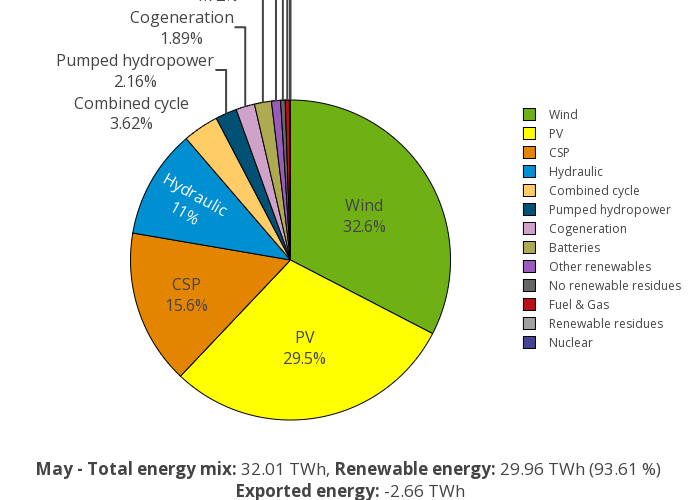 Cogeneration
1.89%
Pumped hydropower
2.16%
Combined cycle
3.62%
Hydraulic
11%
Wind
32.6%
CSP
15.6%
PV
29.5%
Wind
PV
CSP
Hydraulic
Combined cycle
Pumped hydropower
Cogeneration
Batteries
Other renewables
No renewable residues
Fuel & Gas
Renewable residues
Nuclear
May - Total energy mix: 32.01 TWh, Renewable energy: 29.96 TWh (93.61 %)
Exported energy: -2.66 TWh